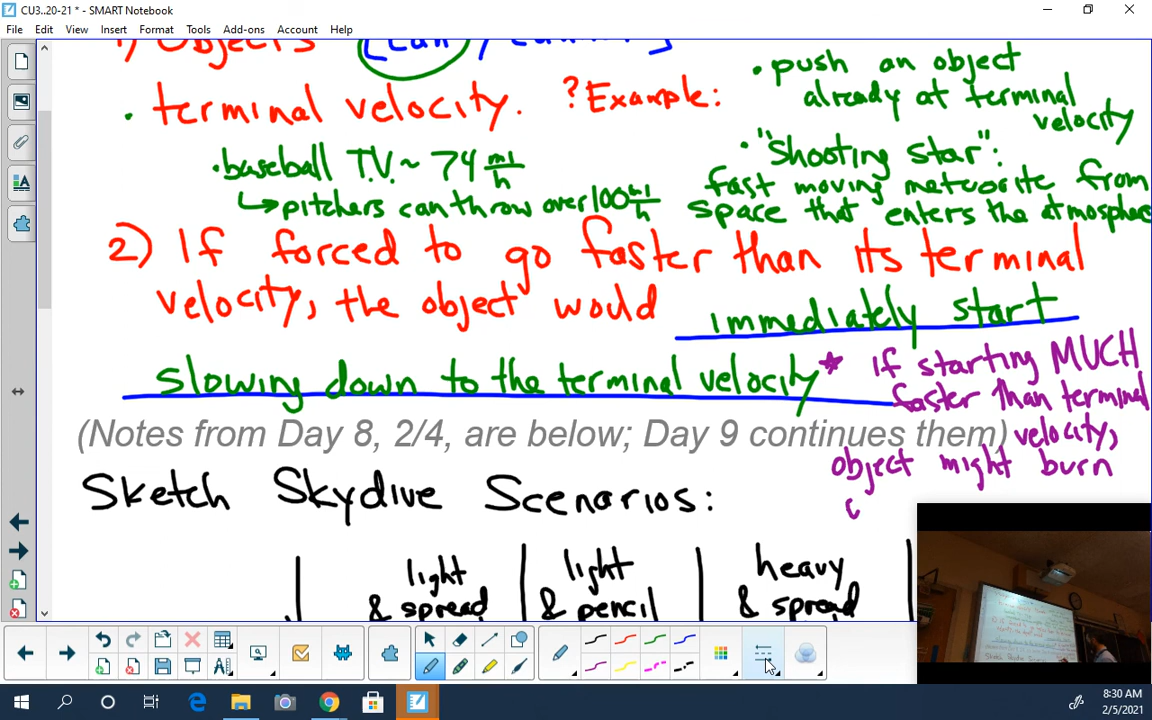 CU3..20-21 * - SMART Notebook
File Edit View Insert Format Tools Add-ons Account Help
1) Objects [can / cannot]
• terminal velocity. ? Example:
• push an object
already at terminal
velocity
• baseball T.V. ~ 74 mi/h
↳ pitchers can throw over 100 mi/h
• "shooting star":
fast moving meteorite from
space that enters the atmosphere
2) If forced to go faster than its terminal
velocity, the object would immediately start
slowing down to the terminal velocity
* if starting MUCH
faster than terminal
velocity,
object might burn
(Notes from Day 8, 2/4, are below; Day 9 continues them)
Sketch Skydive Scenarios:
light
& spread
light
& pencil
heavy
& spread
8:30 AM
2/5/2021